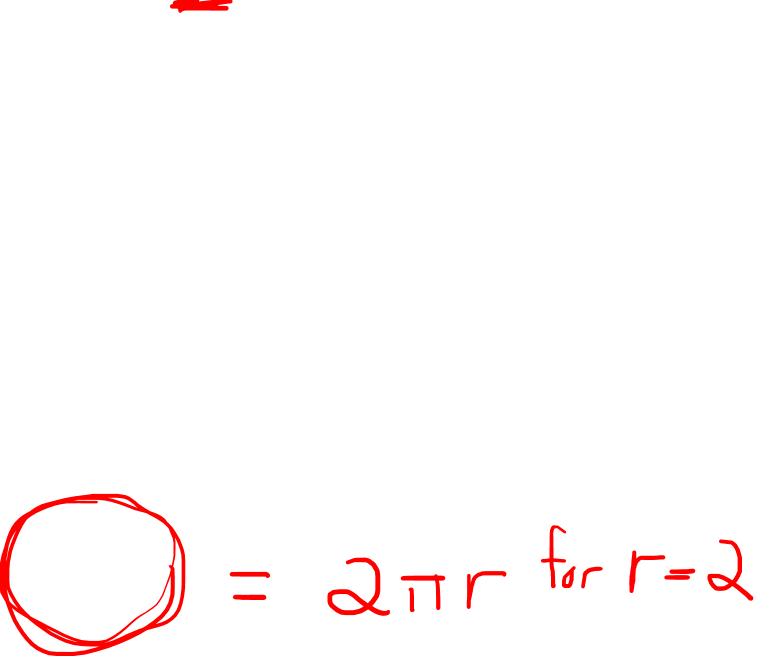 = 2πr for r=2